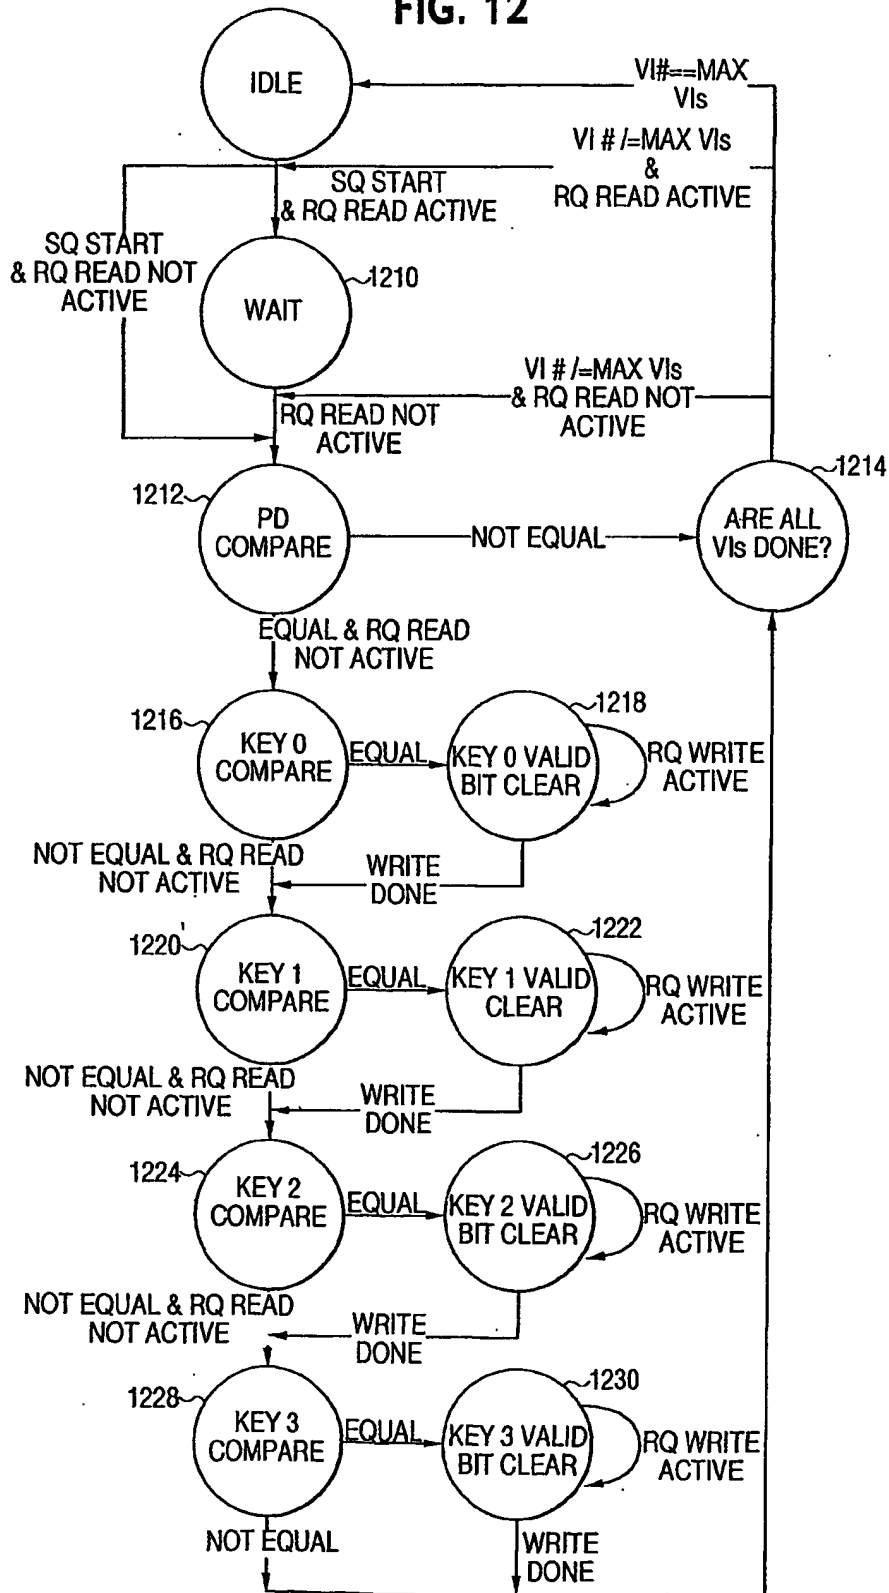 FIG. 12
IDLE
VI#==MAX
VIs
VI # /=MAX VIs
&
RQ READ ACTIVE
SQ START
& RQ READ ACTIVE
SQ START
& RQ READ NOT
ACTIVE
WAIT
1210
VI # /=MAX VIs
& RQ READ NOT
ACTIVE
RQ READ NOT
ACTIVE
1212
PD
COMPARE
NOT EQUAL
1214
ARE ALL
VIs DONE?
EQUAL & RQ READ
NOT ACTIVE
1216
KEY 0
COMPARE
EQUAL
1218
KEY 0 VALID
BIT CLEAR
RQ WRITE
ACTIVE
NOT EQUAL & RQ READ
NOT ACTIVE
WRITE
DONE
1220
KEY 1
COMPARE
EQUAL
1222
KEY 1 VALID
CLEAR
RQ WRITE
ACTIVE
NOT EQUAL & RQ READ
NOT ACTIVE
WRITE
DONE
1224
KEY 2
COMPARE
EQUAL
1226
KEY 2 VALID
BIT CLEAR
RQ WRITE
ACTIVE
NOT EQUAL & RQ READ
NOT ACTIVE
WRITE
DONE
1228
KEY 3
COMPARE
EQUAL
1230
KEY 3 VALID
BIT CLEAR
RQ WRITE
ACTIVE
NOT EQUAL
WRITE
DONE